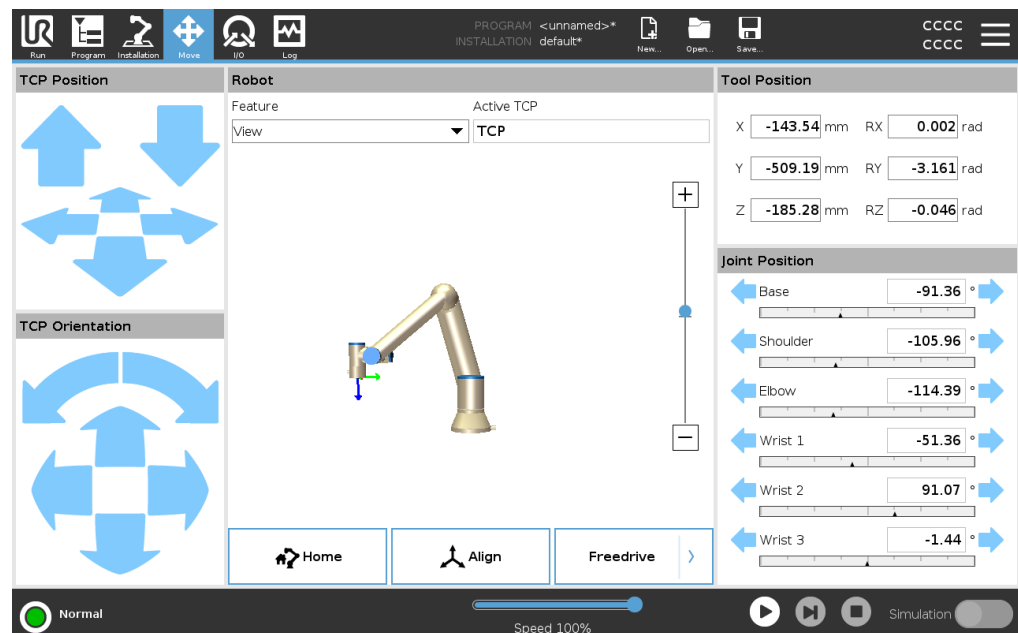 UR
Run
Program
Installation
Move
I/O
Log
PROGRAM <unnamed>*
INSTALLATION default*
New...
Open...
Save...
CCCC
CCCC
TCP Position
Robot
Feature
Active TCP
View
TCP
Tool Position
X -143.54 mm RX 0.002 rad
Y -509.19 mm RY -3.161 rad
Z -185.28 mm RZ -0.046 rad
Joint Position
Base -91.36 °
Shoulder -105.96 °
Elbow -114.39 °
Wrist 1 -51.36 °
Wrist 2 91.07 °
Wrist 3 -1.44 °
TCP Orientation
Home
Align
Freedrive
Normal
Speed 100%
Simulation